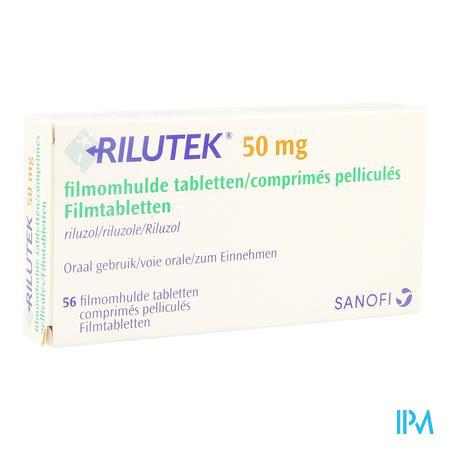 RILUTEK® 50 mg
filmomhulde tabletten/comprimés pelliculés
Filmtabletten
riluzol/riluzole/Riluzol
Oraal gebruik/voie orale/zum Einnehmen
56 filmomhulde tabletten
comprimés pelliculés
Filmtabletten
SANOFI
RILUTEK 50 mg
filmomhulde tabletten/comprimés
pelliculés/Filmtabletten
IPM